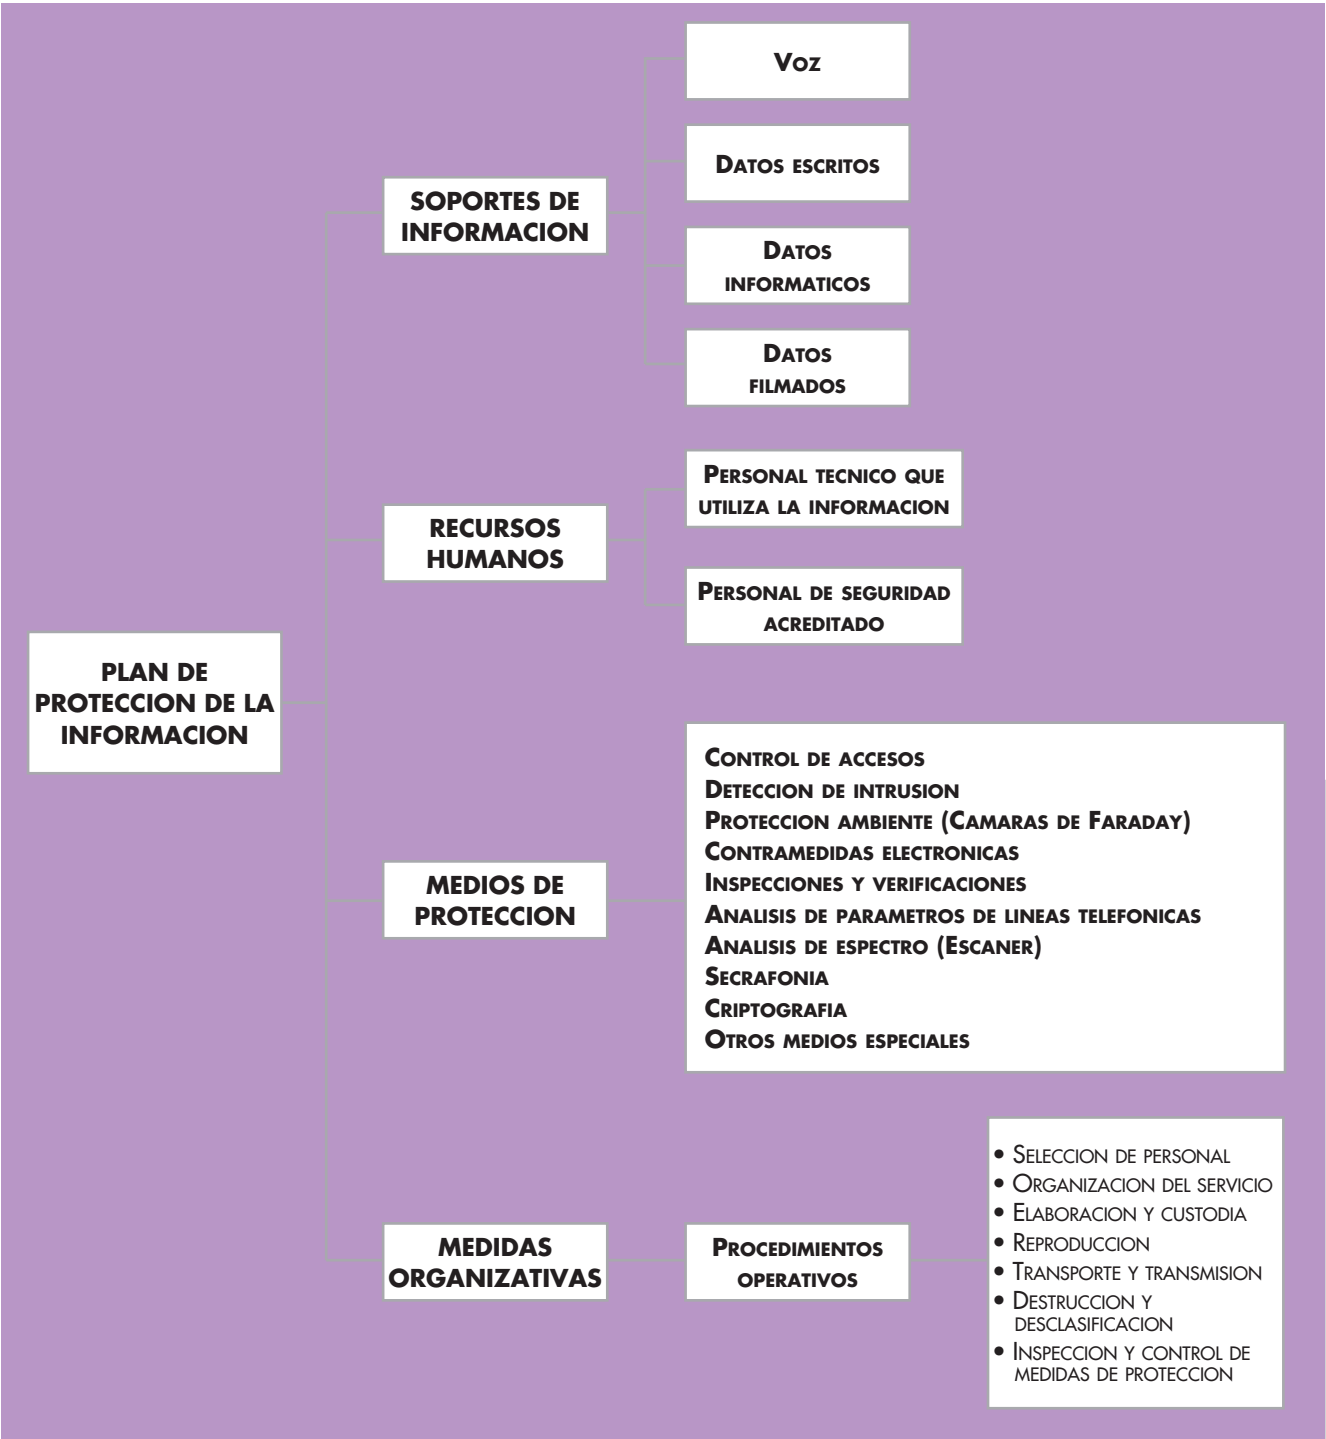 VOZ
DATOS ESCRITOS
SOPORTES DE
INFORMACION
DATOS
INFORMATICOS
DATOS
FILMADOS
PERSONAL TECNICO QUE
UTILIZA LA INFORMACION
RECURSOS
HUMANOS
PERSONAL DE SEGURIDAD
ACREDITADO
PLAN DE
PROTECCION DE LA
INFORMACION
CONTROL DE ACCESOS
DETECCION DE INTRUSION
PROTECCION AMBIENTE (CAMARAS DE FARADAY)
CONTRAMEDIDAS ELECTRONICAS
INSPECCIONES Y VERIFICACIONES
ANALISIS DE PARAMETROS DE LINEAS TELEFONICAS
ANALISIS DE ESPECTRO (ESCANER)
SECRAFONIA
CRIPTOGRAFIA
OTROS MEDIOS ESPECIALES
MEDIOS DE
PROTECCION
MEDIDAS
ORGANIZATIVAS
PROCEDIMIENTOS
OPERATIVOS
• SELECCION DE PERSONAL
• ORGANIZACION DEL SERVICIO
• ELABORACION Y CUSTODIA
• REPRODUCCION
• TRANSPORTE Y TRANSMISION
• DESTRUCCION Y
DESCLASIFICACION
• INSPECCION Y CONTROL DE
MEDIDAS DE PROTECCION